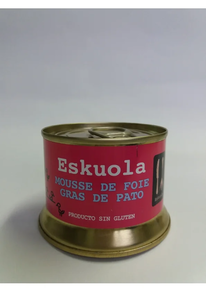 Eskuola
MOUSSE DE FOIE
GRAS DE PATO
PRODUCTO SIN GLUTEN